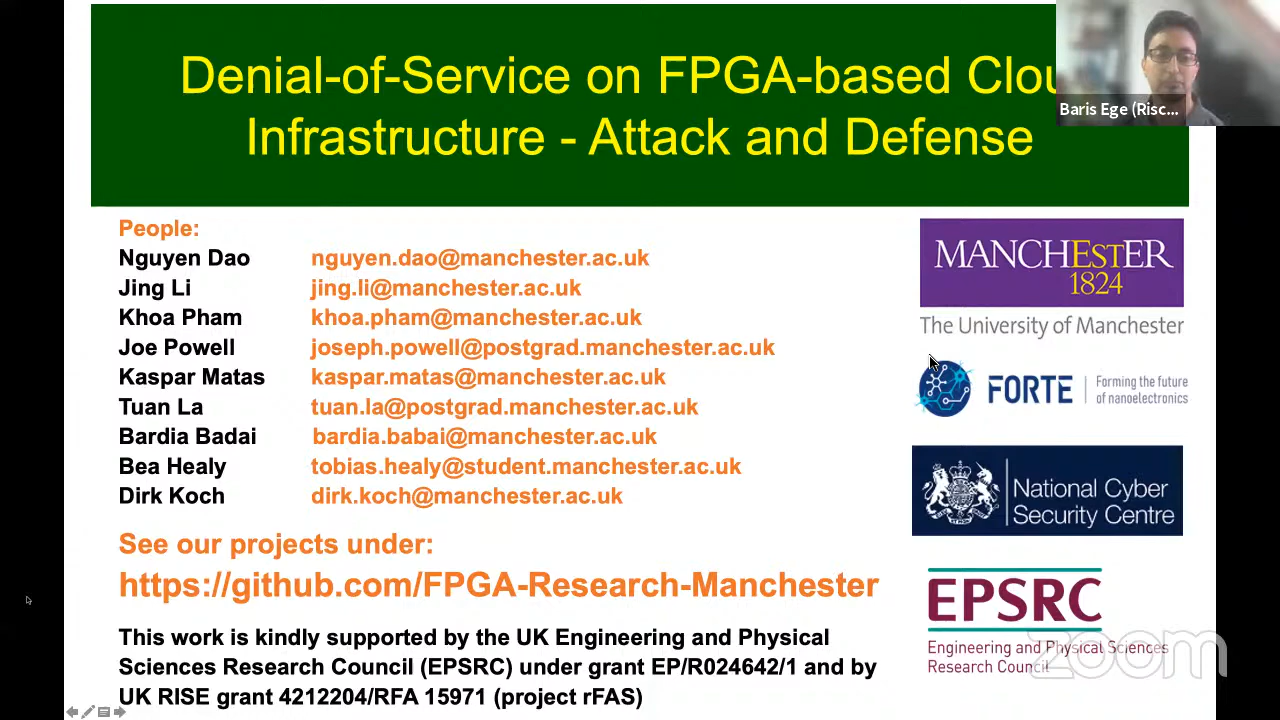 Denial-of-Service on FPGA-based Clou
Infrastructure - Attack and Defense
Baris Ege (Risc...
People:
Nguyen Dao nguyen.dao@manchester.ac.uk
Jing Li jing.li@manchester.ac.uk
Khoa Pham khoa.pham@manchester.ac.uk
Joe Powell joseph.powell@postgrad.manchester.ac.uk
Kaspar Matas kaspar.matas@manchester.ac.uk
Tuan La tuan.la@postgrad.manchester.ac.uk
Bardia Badai bardia.babai@manchester.ac.uk
Bea Healy tobias.healy@student.manchester.ac.uk
Dirk Koch dirk.koch@manchester.ac.uk
See our projects under:
https://github.com/FPGA-Research-Manchester
This work is kindly supported by the UK Engineering and Physical
Sciences Research Council (EPSRC) under grant EP/R024642/1 and by
UK RISE grant 4212204/RFA 15971 (project rFAS)
MANCHEstER
1824
The University of Manchester
FORTE
Forming the future
of nanoelectronics
National Cyber
Security Centre
EPSRC
Engineering and Physical Sciences
Research Council
zoom